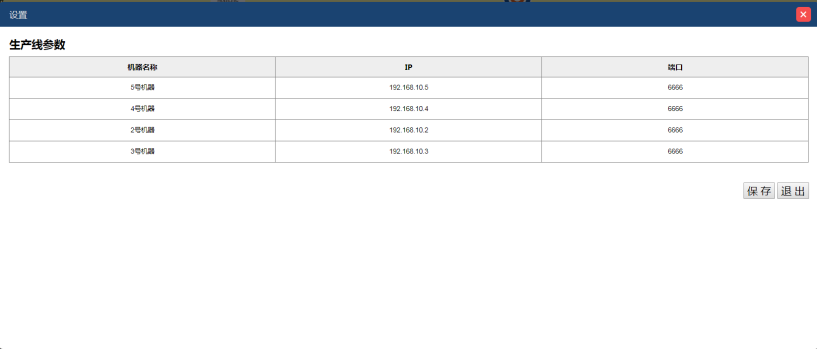 设置
生产线参数
机器名称 IP 端口
5号机器 192.168.10.5 6666
4号机器 192.168.10.4 6666
2号机器 192.168.10.2 6666
3号机器 192.168.10.3 6666
保 存 退 出